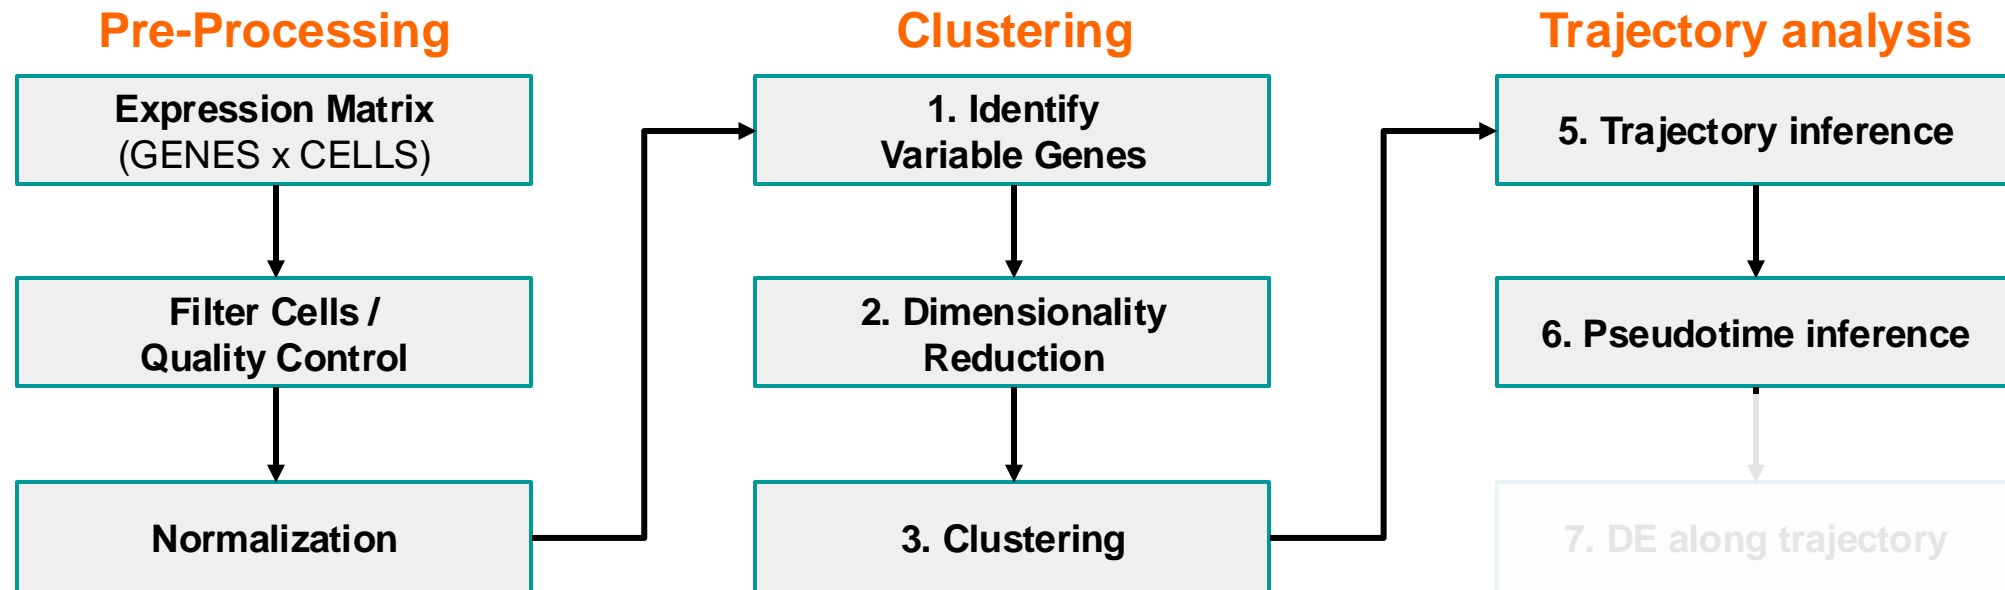 Pre-Processing
Expression Matrix
(GENES x CELLS)
Filter Cells /
Quality Control
Normalization
Clustering
1. Identify
Variable Genes
2. Dimensionality
Reduction
3. Clustering
Trajectory analysis
5. Trajectory inference
6. Pseudotime inference
7. DE along trajectory